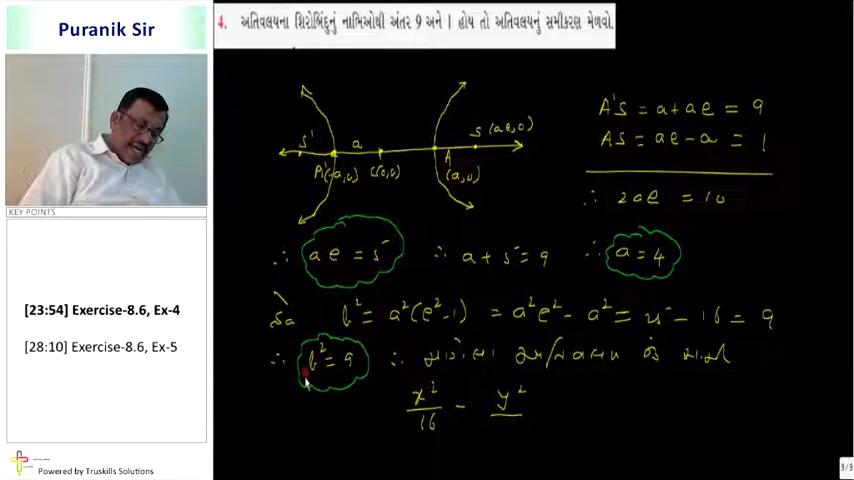 Puranik Sir
4. અતિવલયના શિરોબિંદુનું નાભિઓથી અંતર 9 અને 1 હોય તો અતિવલયનું સમીકરણ મેળવો.
S' a A S (ae,0)
A'(-a,0) C(0,0) (a,0)
A'S = a+ae = 9
AS = ae-a = 1
∴ 2ae = 10
∴ ae = 5 ∴ a+5=9 ∴ a=4
b² = a²(e²-1) = a²e² - a² = 25 - 16 = 9
∴ b² = 9 ∴
x²/16 - y²
KEY POINTS
[23:54] Exercise-8.6, Ex-4
[28:10] Exercise-8.6, Ex-5
Powered by Truskills Solutions
9/9